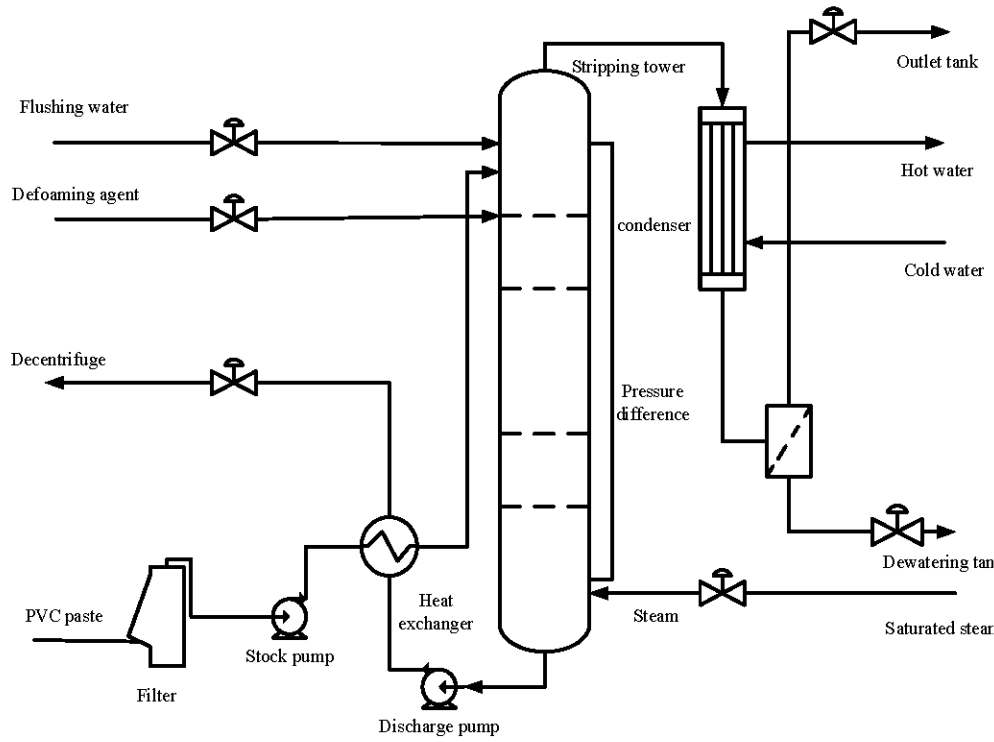 Stripping tower
Outlet tank
Flushing water
Hot water
Defoaming agent
condenser
Cold water
Decentrifuge
Pressure
difference
Dewatering tan
PVC paste
Heat
exchanger
Steam
Saturated stear
Stock pump
Filter
Discharge pump